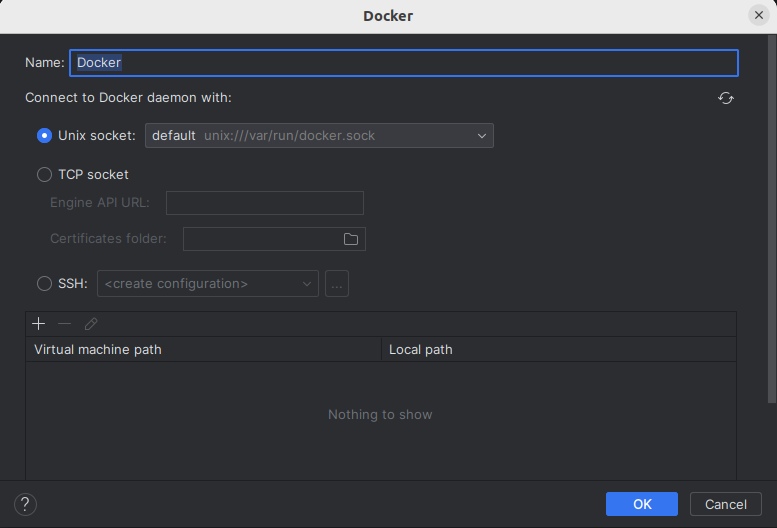 Docker
Name: Docker
Connect to Docker daemon with:
Unix socket: default unix:///var/run/docker.sock
TCP socket
Engine API URL:
Certificates folder:
SSH: <create configuration> ...
Virtual machine path Local path
Nothing to show
? OK Cancel